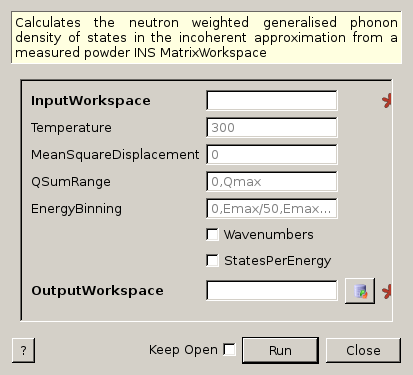 Calculates the neutron weighted generalised phonon
density of states in the incoherent approximation from a
measured powder INS MatrixWorkspace
InputWorkspace
Temperature 300
MeanSquareDisplacement 0
QSumRange 0,Qmax
EnergyBinning 0,Emax/50,Emax...
Wavenumbers
StatesPerEnergy
OutputWorkspace
? Keep Open Run Close